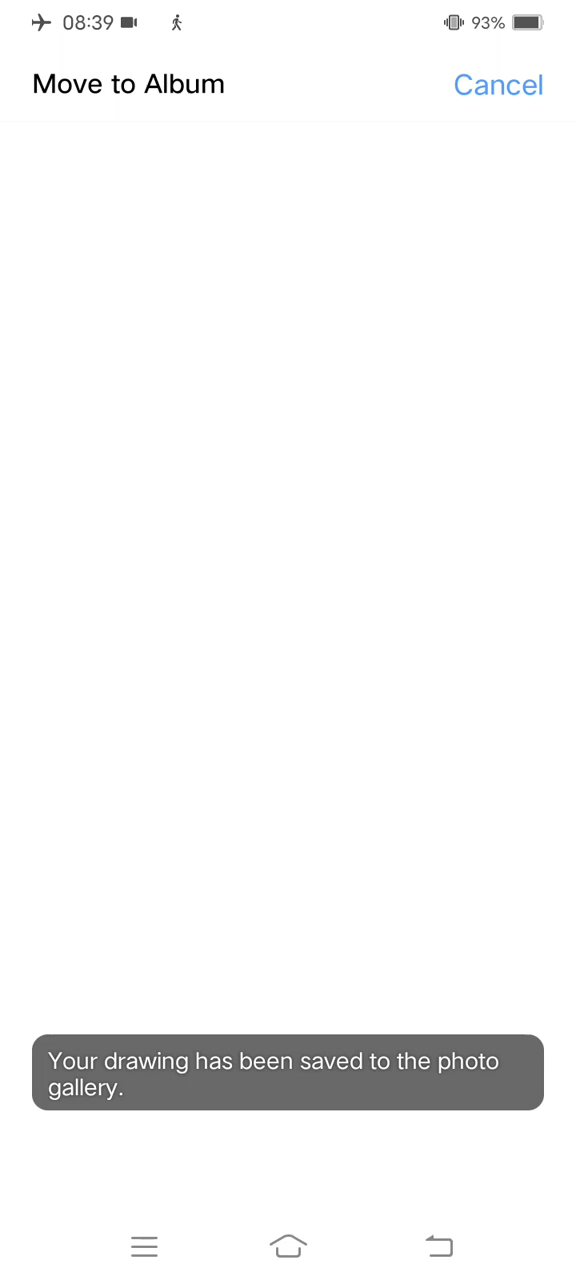 08:39
93%
Move to Album
Cancel
Your drawing has been saved to the photo
gallery.